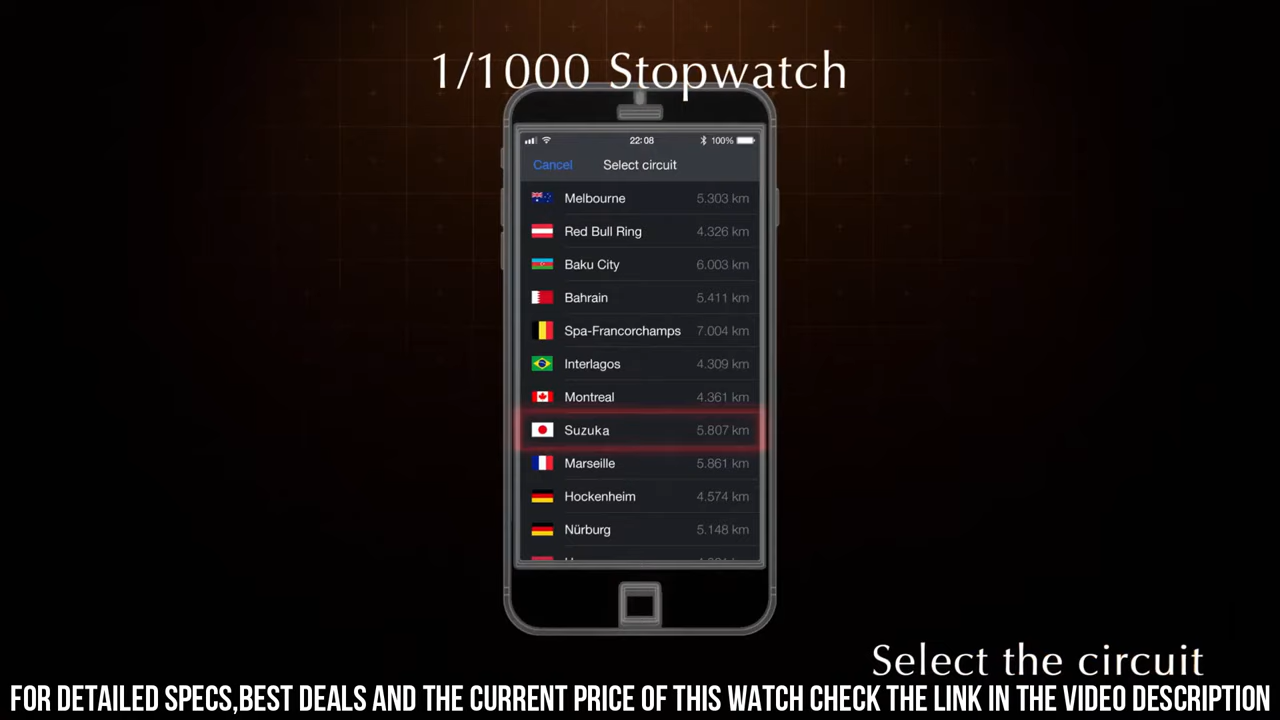 1/1000 Stopwatch
22:08 100%
Cancel Select circuit
Melbourne 5.303 km
Red Bull Ring 4.326 km
Baku City 6.003 km
Bahrain 5.411 km
Spa-Francorchamps 7.004 km
Interlagos 4.309 km
Montreal 4.361 km
Suzuka 5.807 km
Marseille 5.861 km
Hockenheim 4.574 km
Nürburg 5.148 km
Select the circuit
FOR DETAILED SPECS,BEST DEALS AND THE CURRENT PRICE OF THIS WATCH CHECK THE LINK IN THE VIDEO DESCRIPTION